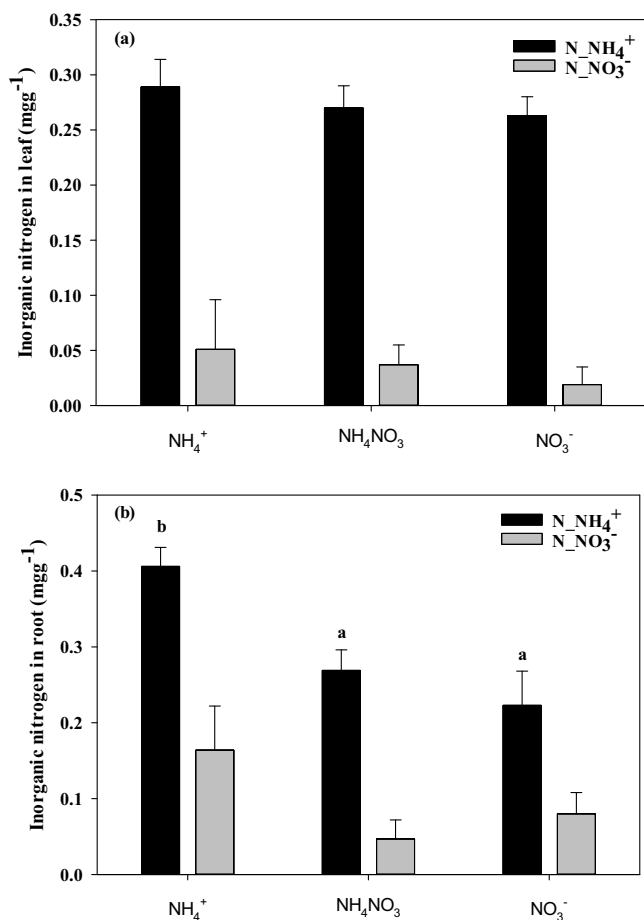 Inorganic nitrogen in leaf (mgg⁻¹)
0.35
0.30
0.25
0.20
0.15
0.10
0.05
0.00
(a)
N_NH₄⁺
N_NO₃⁻
NH₄⁺ NH₄NO₃ NO₃⁻
Inorganic nitrogen in root (mgg⁻¹)
0.5
0.4
0.3
0.2
0.1
0.0
(b)
N_NH₄⁺
N_NO₃⁻
b
a
a
NH₄⁺ NH₄NO₃ NO₃⁻